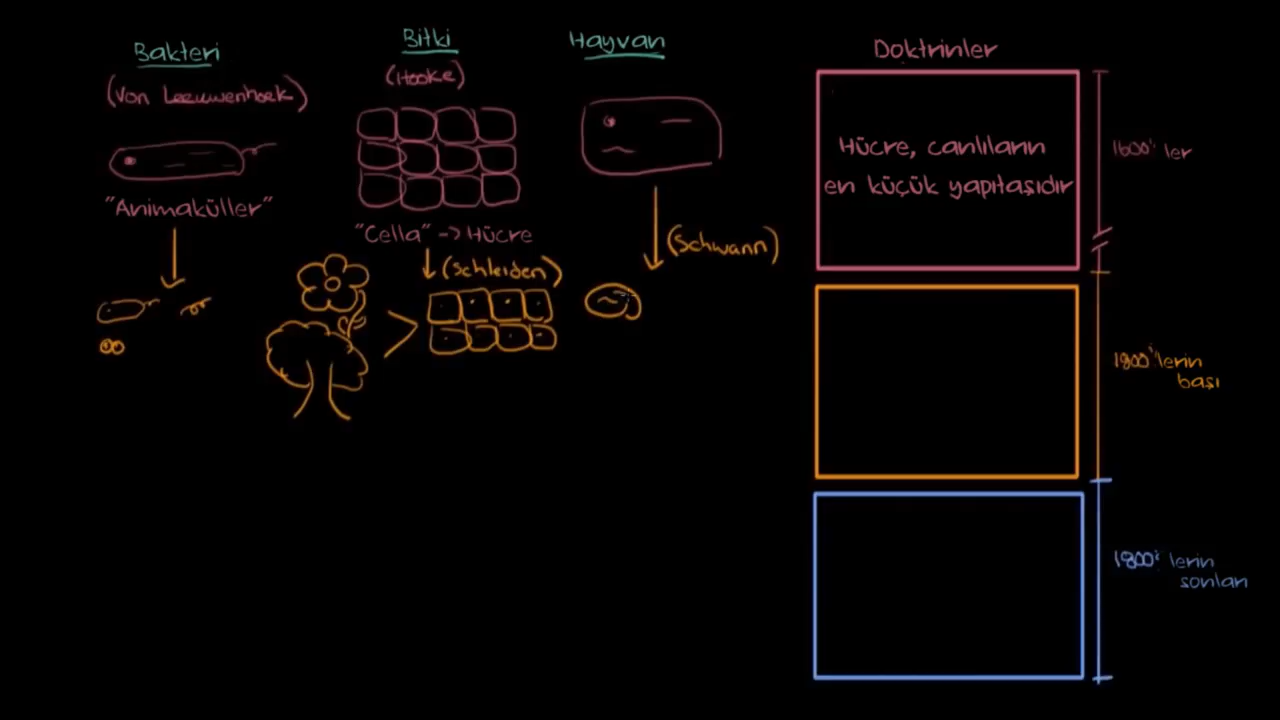 Bakteri
(Von Leeuwenhoek)
"Animaküller"
Bitki
(Hooke)
"Cella" -> Hücre
(Schleiden)
Hayvan
(Schwann)
Doktrinler
Hücre, canlıların
en küçük yapıtaşıdır
1600'ler
1800'lerin
başı
1800'lerin
sonları